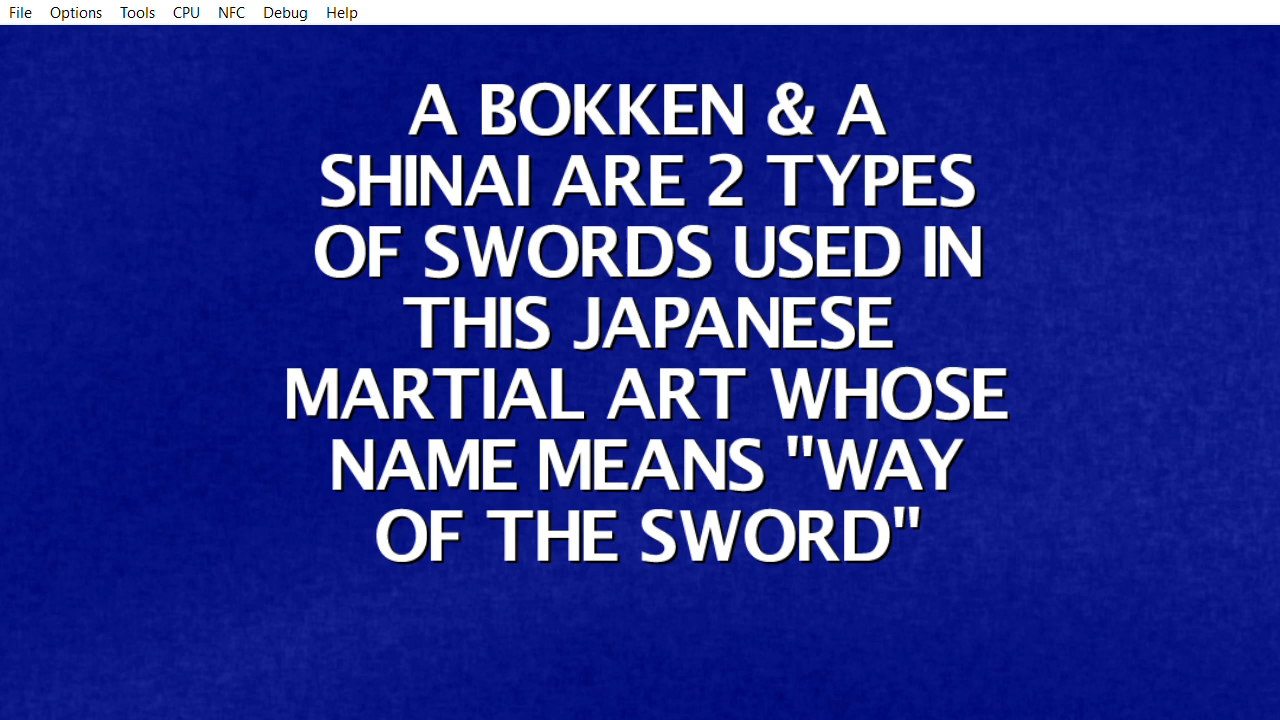 File Options Tools CPU NFC Debug Help
A BOKKEN & A
SHINAI ARE 2 TYPES
OF SWORDS USED IN
THIS JAPANESE
MARTIAL ART WHOSE
NAME MEANS "WAY
OF THE SWORD"